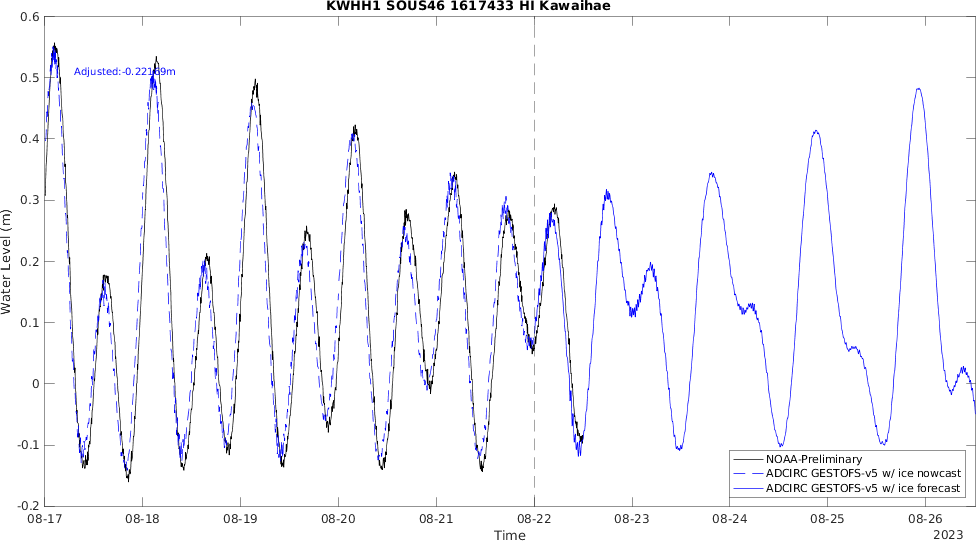 KWHH1 SOUS46 1617433 HI Kawaihae
0.6
0.5
0.4
0.3
0.2
0.1
0
-0.1
-0.2
Water Level (m)
NOAA-Preliminary
ADCIRC GESTOFS-v5 w/ ice nowcast
ADCIRC GESTOFS-v5 w/ ice forecast
08-17 08-18 08-19 08-20 08-21 08-22 08-23 08-24 08-25 08-26
Time
2023